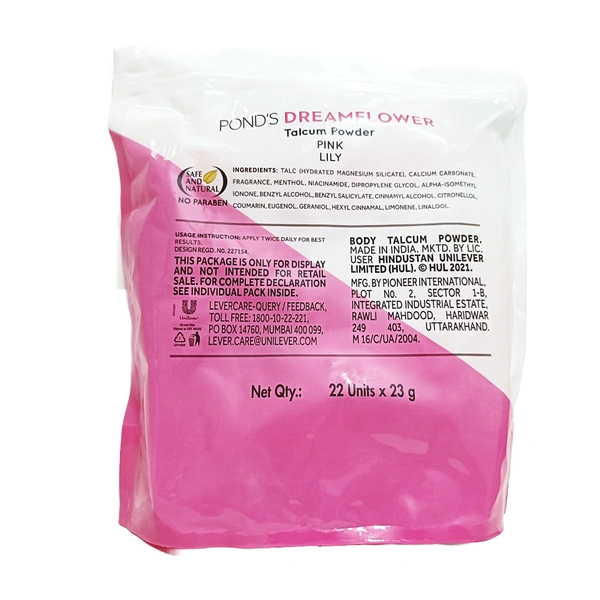 POND'S DREAMFLOWER
Talcum Powder
PINK
LILY
SAFE
AND
NATURAL
NO PARABEN
INGREDIENTS: TALC (HYDRATED MAGNESIUM SILICATE), CALCIUM CARBONATE,
FRAGRANCE, MENTHOL, NIACINAMIDE, DIPROPYLENE GLYCOL, ALPHA-ISOMETHYL
IONONE, BENZYL ALCOHOL, BENZYL SALICYLATE, CINNAMYL ALCOHOL, CITRONELLOL,
COUMARIN, EUGENOL, GERANIOL, HEXYL CINNAMAL, LIMONENE, LINALOOL.
USAGE INSTRUCTION: APPLY TWICE DAILY FOR BEST
RESULTS.
DESIGN REGD. NO. 227154.
THIS PACKAGE IS ONLY FOR DISPLAY
AND NOT INTENDED FOR RETAIL
SALE. FOR COMPLETE DECLARATION
SEE INDIVIDUAL PACK INSIDE.
Unilever
LEVERCARE-QUERY / FEEDBACK,
TOLL FREE: 1800-10-22-221,
PO BOX 14760, MUMBAI 400 099,
LEVER.CARE@UNILEVER.COM
BODY TALCUM POWDER.
MADE IN INDIA. MKTD. BY LIC.
USER HINDUSTAN UNILEVER
LIMITED (HUL). © HUL 2021.
MFG. BY PIONEER INTERNATIONAL,
PLOT No. 2, SECTOR 1-B,
INTEGRATED INDUSTRIAL ESTATE,
RAWLI MAHDOOD, HARIDWAR
249 403, UTTARAKHAND.
M 16/C/UA/2004.
Net Qty.: 22 Units x 23 g